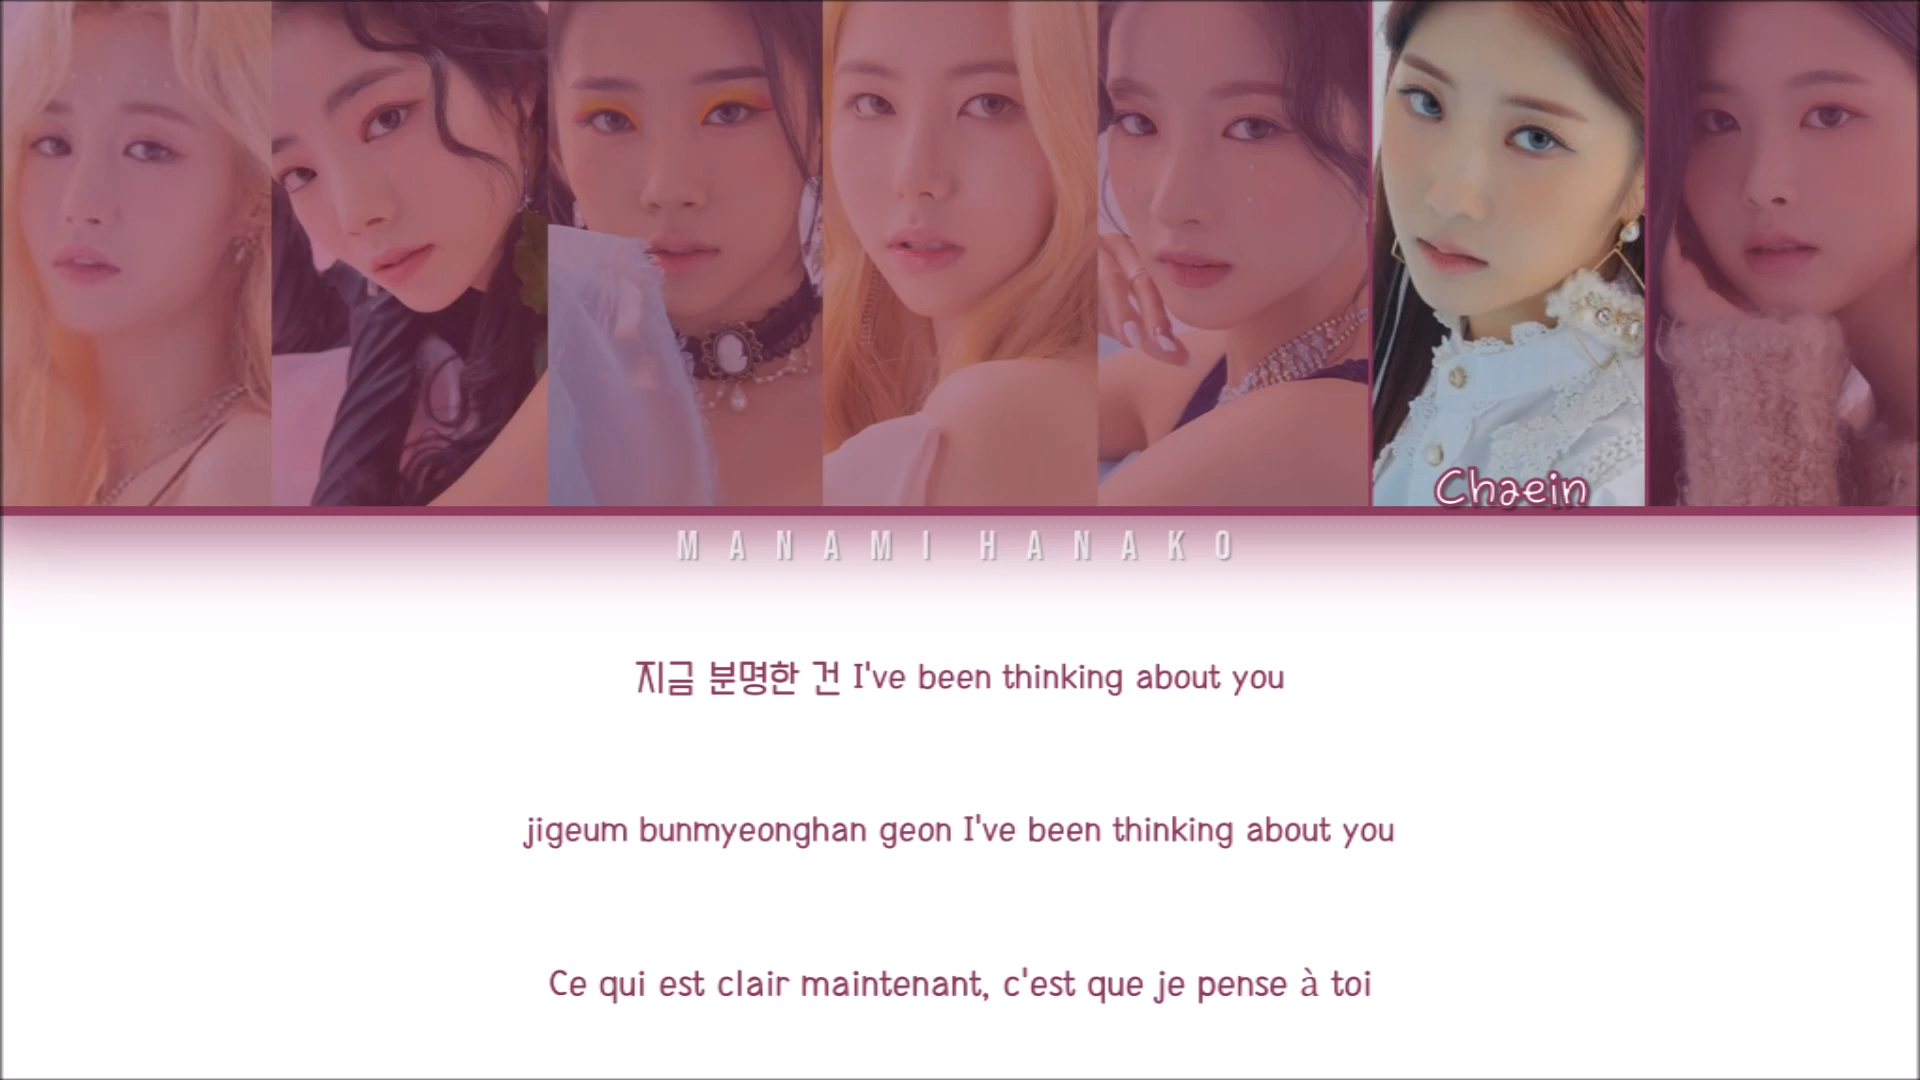 Chaein
MANAMI HANAKO
지금 분명한 건 I've been thinking about you
jigeum bunmyeonghan geon I've been thinking about you
Ce qui est clair maintenant, c'est que je pense à toi